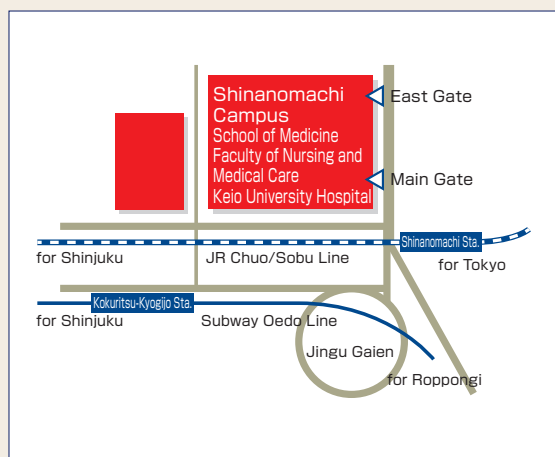 Shinanomachi
Campus
School of Medicine
Faculty of Nursing and
Medical Care
Keio University Hospital
East Gate
Main Gate
Shinanomachi Sta.
for Shinjuku
JR Chuo/Sobu Line
for Tokyo
Kokuritsu-Kyogijo Sta.
for Shinjuku
Subway Oedo Line
Jingu Gaien
for Roppongi